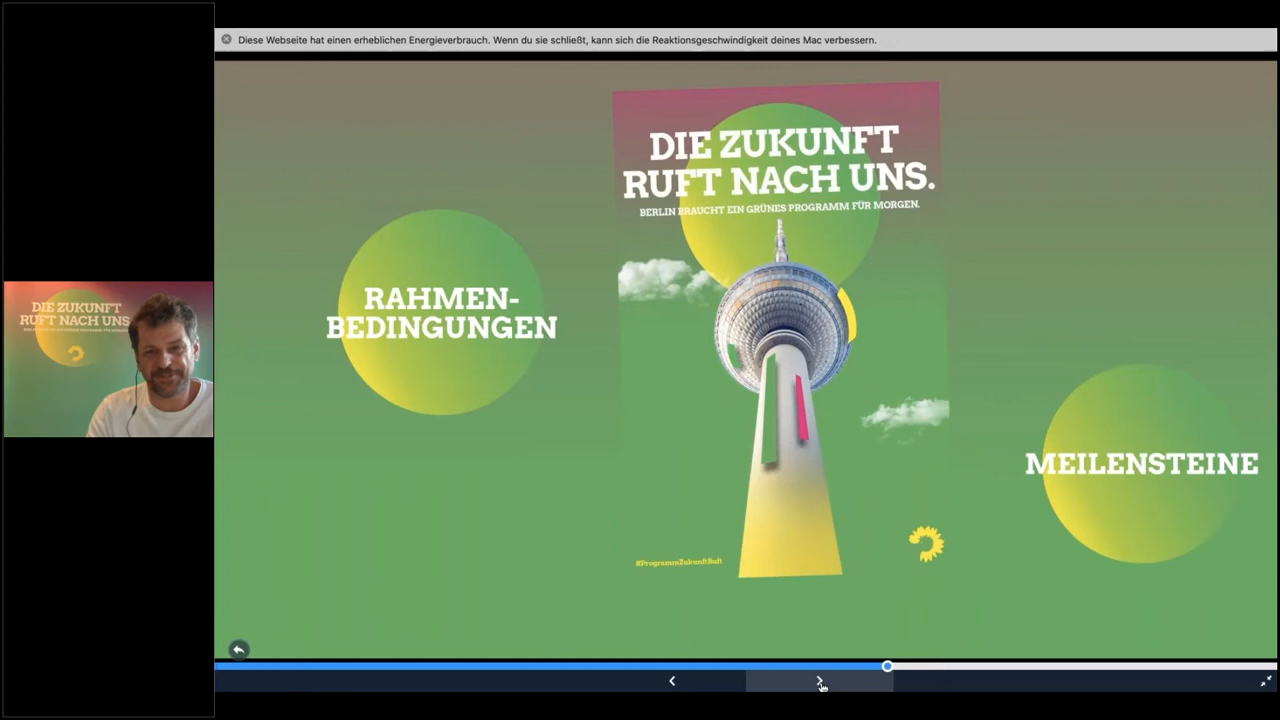 Diese Webseite hat einen erheblichen Energieverbrauch. Wenn du sie schließt, kann sich die Reaktionsgeschwindigkeit deines Mac verbessern.
DIE ZUKUNFT
RUFT NACH UNS.
BERLIN BRAUCHT EIN GRÜNES PROGRAMM FÜR MORGEN.
RAHMEN-
BEDINGUNGEN
MEILENSTEINE
#ProgrammZukunftRuft
DIE ZUKUNFT
RUFT NACH UNS